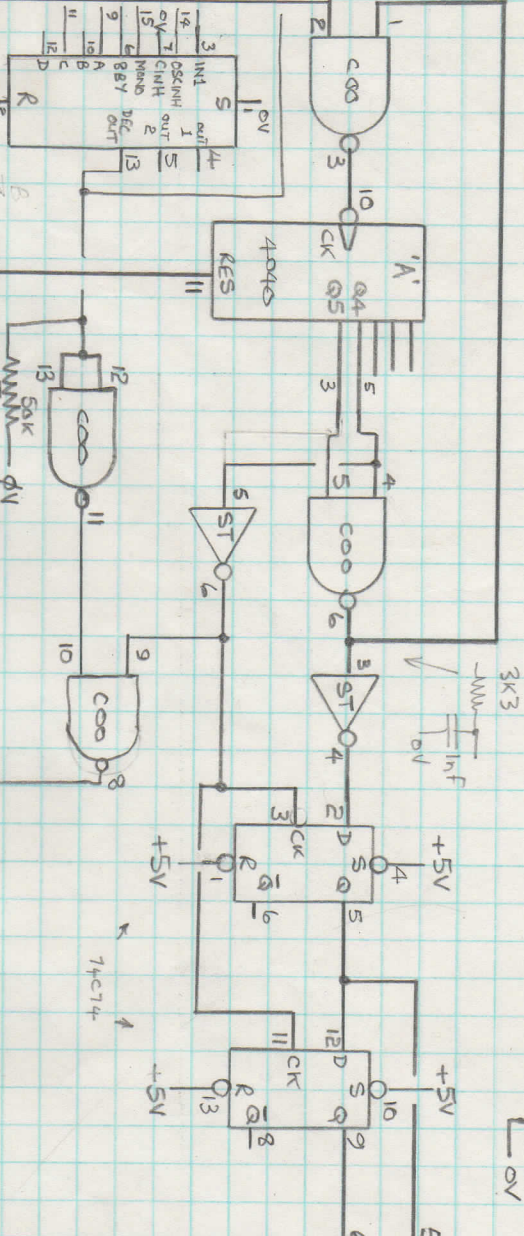 2
1
C00
3
10
'A'
CK
4040
Q4
Q5
RES
11
3
5
S
1
0V
R
3
IN1
14
OSCINH
0V
7
CINH
15
MONO
9
6
8BY
10
A
B
11
C
12
D
OUT
1
4
OUT
2
5
DEC
OUT
13
50K
0V
12
13
C00
11
4
5
C00
6
5
ST
6
3
ST
4
3K3
1nf
0V
9
10
C00
8
+5V
4
S
2
D
Q
5
3
CK
R
Q̅
6
1
+5V
74C74
+5V
10
S
12
D
Q
9
11
CK
R
Q̅
8
13
+5V
0V
5